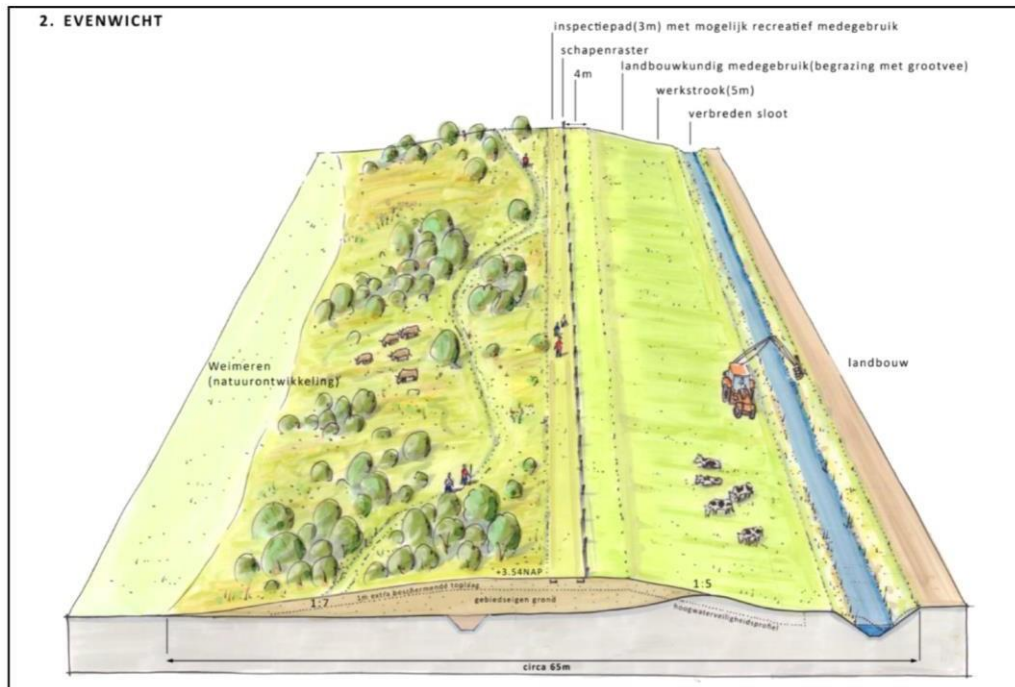 2. EVENWICHT
inspectiepad(3m) met mogelijk recreatief medegebruik
schapenraster
4m
landbouwkundig medegebruik(begrazing met grootvee)
werkstrook(5m)
verbreden sloot
Weimeren
(natuurontwikkeling)
landbouw
+3.54NAP
1:7
1m extra beschermende toplaag
gebiedseigen grond
1:5
hoogwaterveiligheidsprofiel
circa 65m